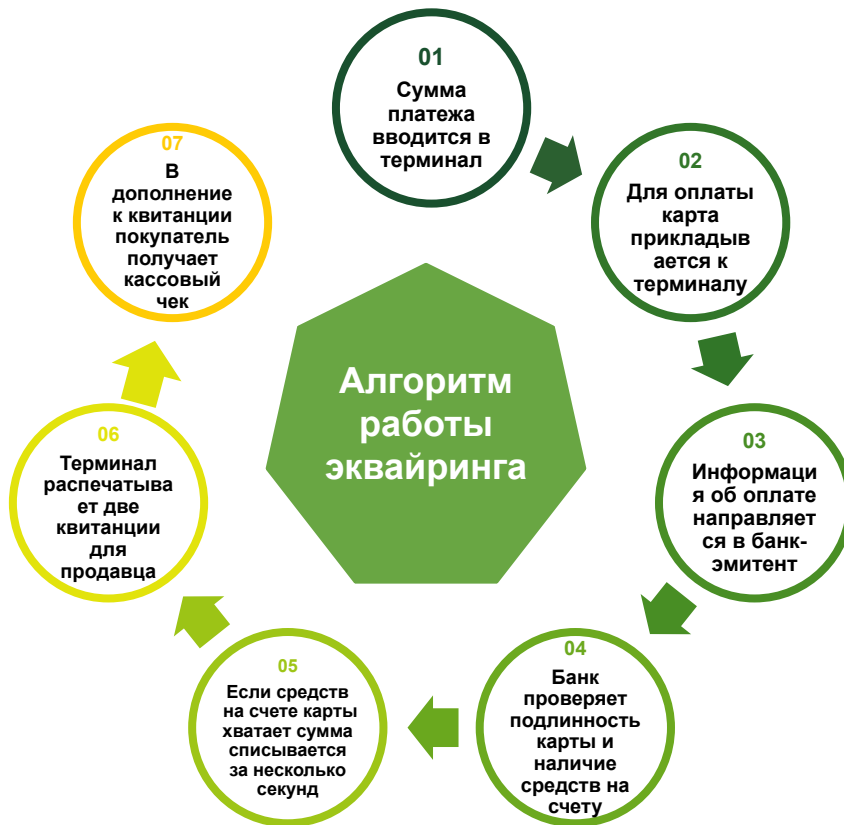 01
Сумма
платежа
вводится в
терминал
02
Для оплаты
карта
прикладыв
ается к
терминалу
03
Информаци
я об оплате
направляет
ся в банк-
эмитент
04
Банк
проверяет
подлинность
карты и
наличие
средств на
счету
05
Если средств
на счете карты
хватает сумма
списывается
за несколько
секунд
06
Терминал
распечатыва
ет две
квитанции
для
продавца
07
В
дополнение
к квитанции
покупатель
получает
кассовый
чек
Алгоритм
работы
эквайринга